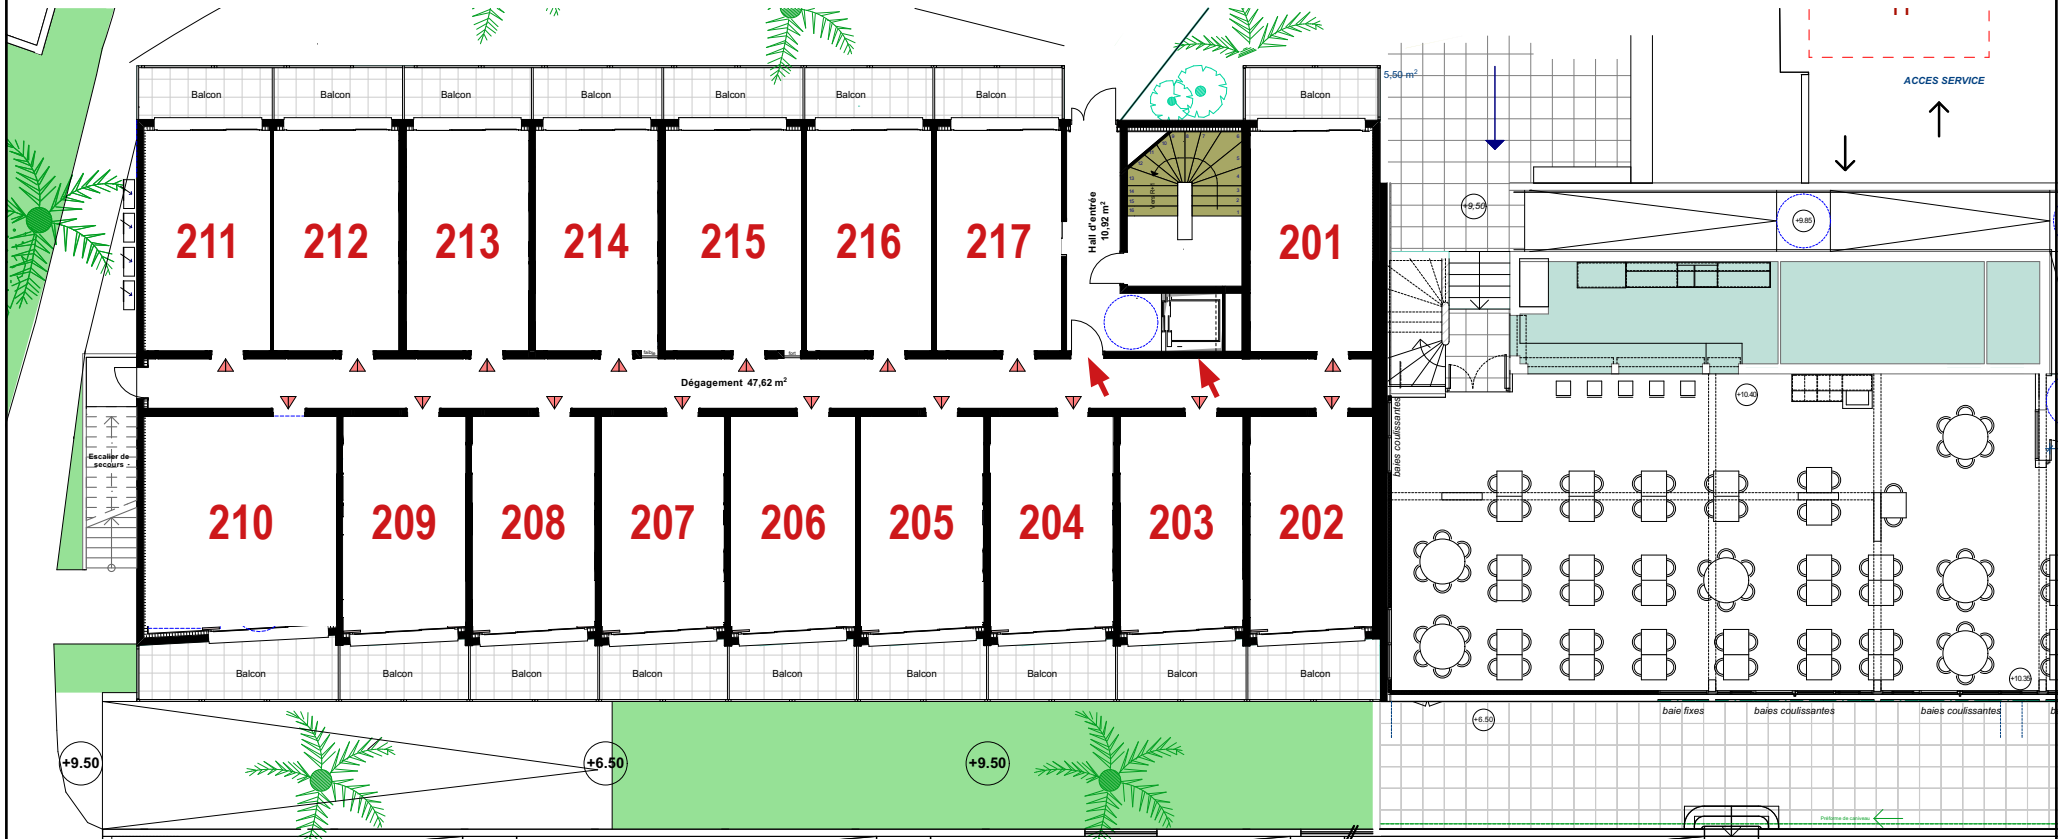 ACCES SERVICE
5,50 m²
Balcon
Balcon
Balcon
Balcon
Balcon
Balcon
Balcon
Balcon
211
212
213
214
215
216
217
Hall d'entrée
10,92 m²
201
+9,50
+9.85
Dégagement 47,62 m²
+10.40
baies coulissantes
Escalier de
secours -
210
209
208
207
206
205
204
203
202
Balcon
Balcon
Balcon
Balcon
Balcon
Balcon
Balcon
Balcon
Balcon
+10.35
baie fixes
baies coulissantes
baies coulissantes
b
+6.50
+9.50
+6.50
+9.50